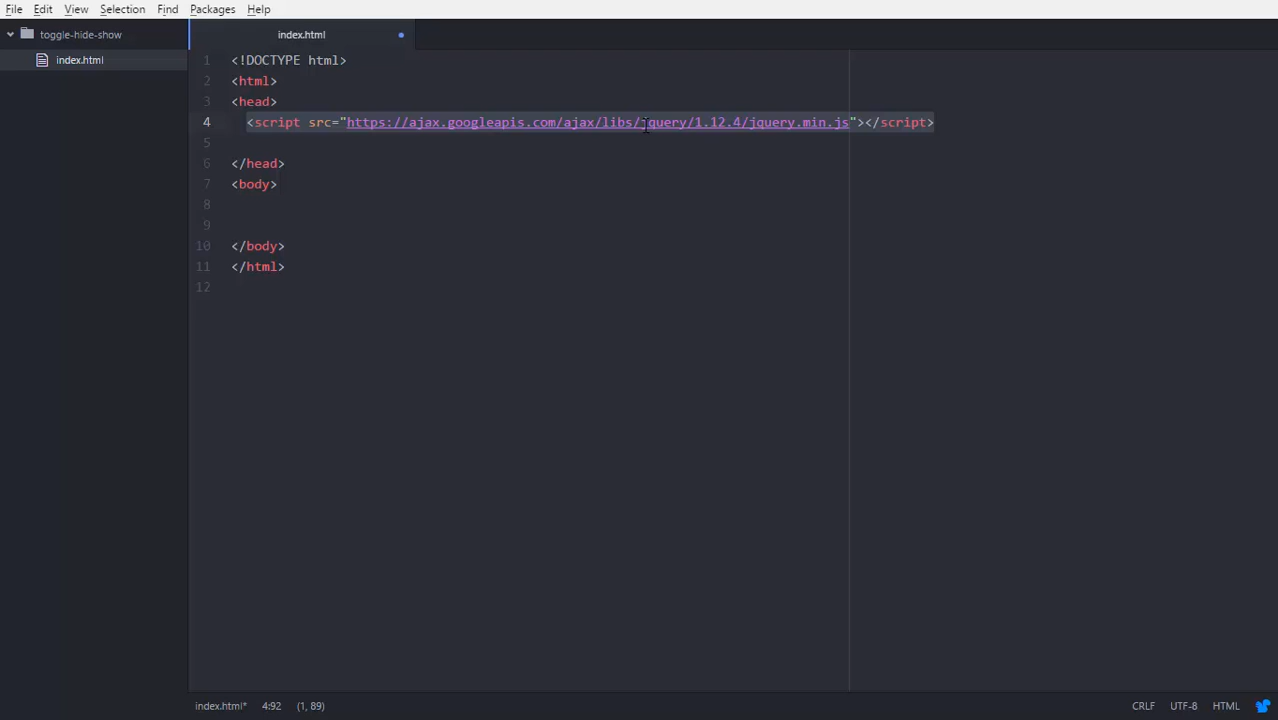 File Edit View Selection Find Packages Help
toggle-hide-show
index.html
index.html
1 <!DOCTYPE html>
2 <html>
3 <head>
4 <script src="https://ajax.googleapis.com/ajax/libs/jquery/1.12.4/jquery.min.js"></script>
5
6 </head>
7 <body>
8
9
10 </body>
11 </html>
12
index.html* 4:92 (1, 89) CRLF UTF-8 HTML